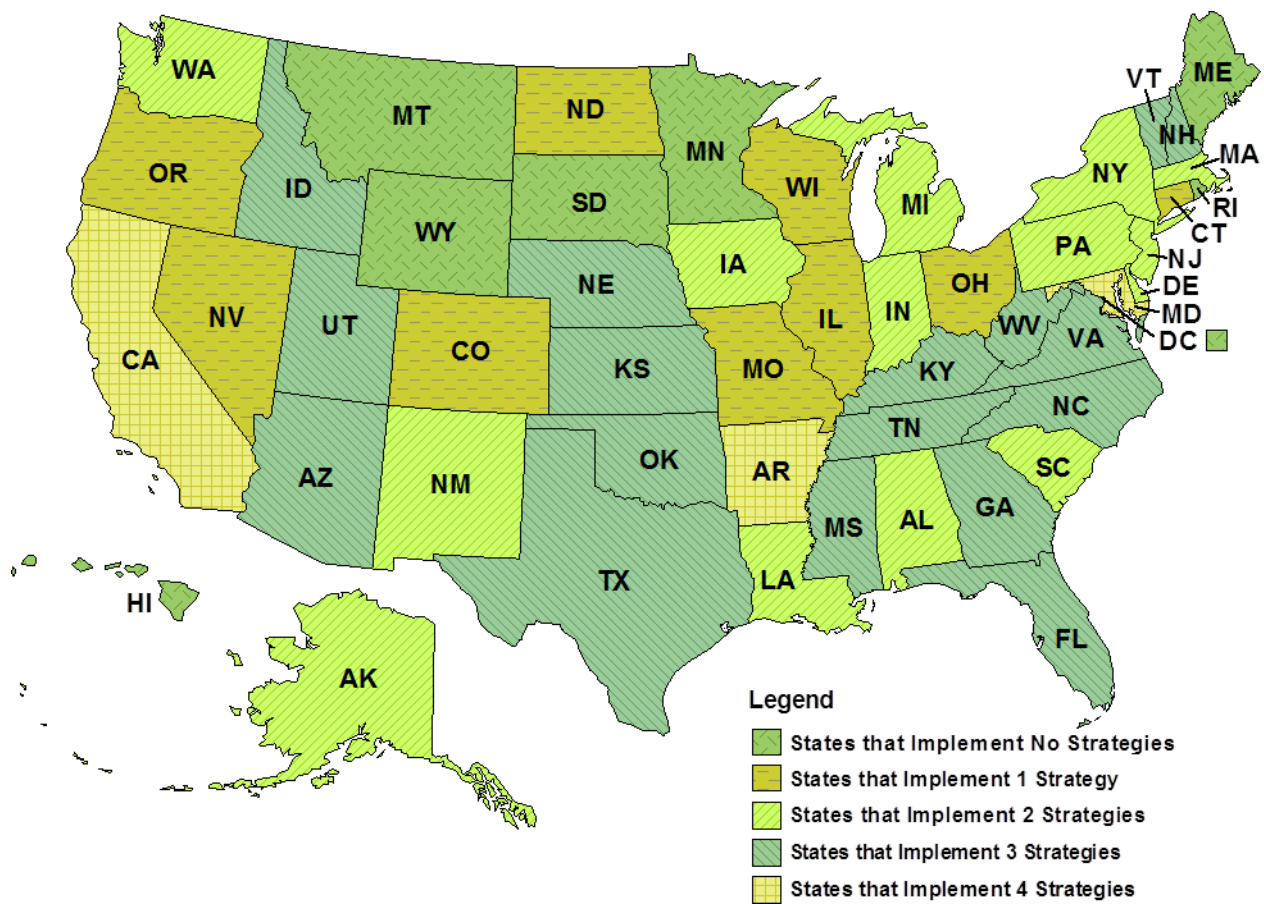 WA
MT
ND
MN
VT
ME
NH
MA
OR
ID
SD
WI
MI
NY
RI
CT
WY
IA
PA
NJ
NE
OH
DE
MD
NV
UT
IL
IN
WV
DC
CA
CO
KS
MO
KY
VA
NC
TN
AZ
NM
OK
AR
SC
MS
AL
GA
TX
LA
HI
FL
AK
Legend
States that Implement No Strategies
States that Implement 1 Strategy
States that Implement 2 Strategies
States that Implement 3 Strategies
States that Implement 4 Strategies